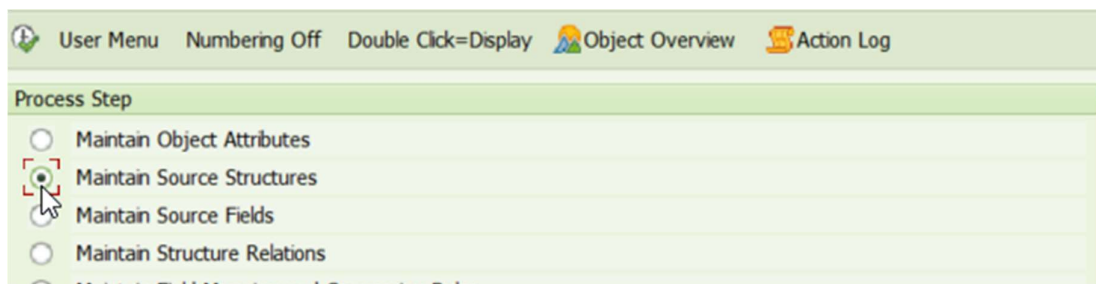 User Menu Numbering Off Double Click=Display Object Overview Action Log
Process Step
Maintain Object Attributes
Maintain Source Structures
Maintain Source Fields
Maintain Structure Relations